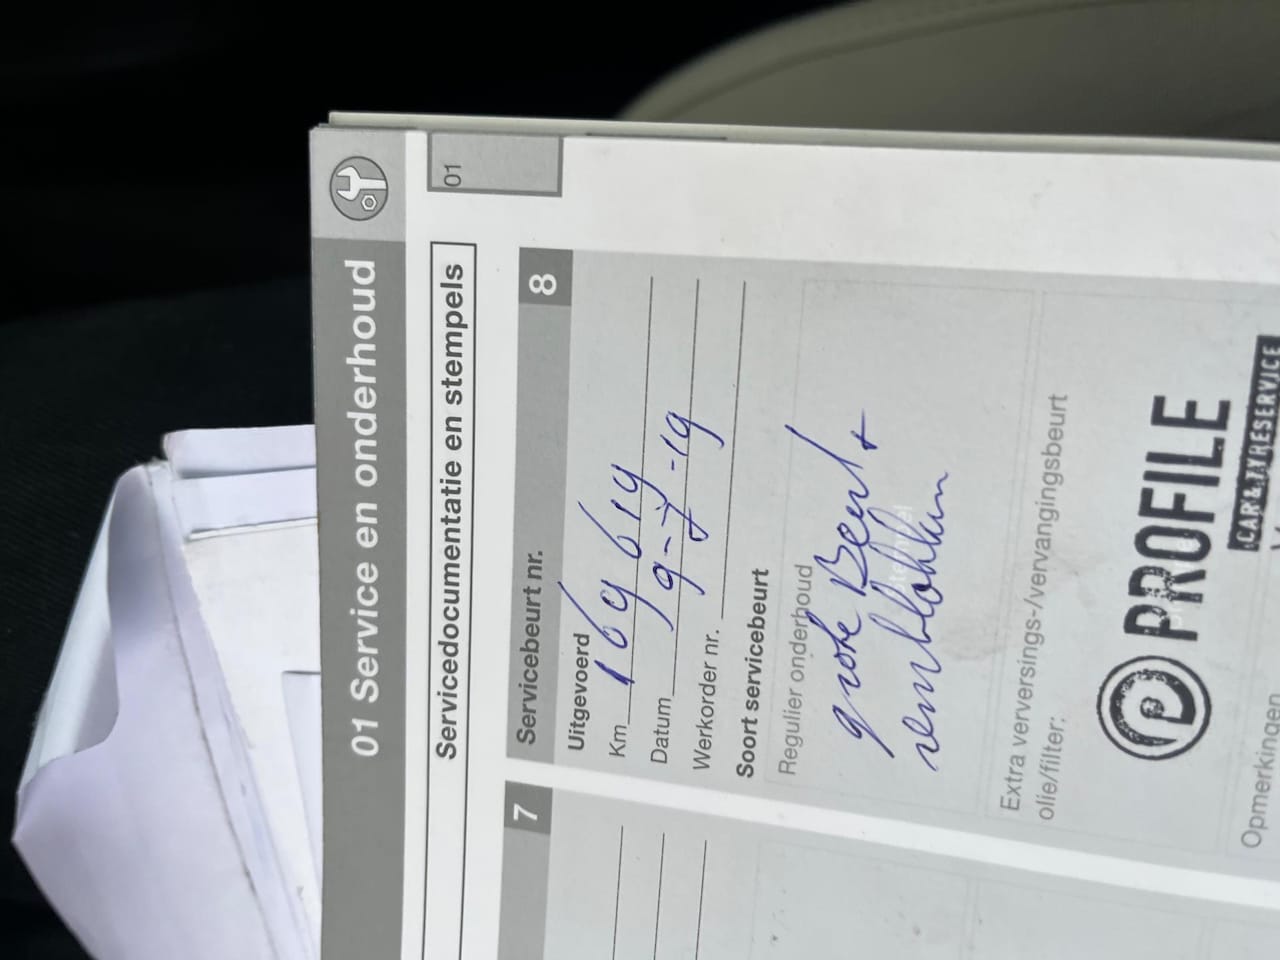 01 Service en onderhoud
01
Servicedocumentatie en stempels
7
Servicebeurt nr. 8
Uitgevoerd
Km 169619
Datum 9-7-19
Werkorder nr.
Soort servicebeurt
Regulier onderhoud
grote Beurt +
remblokken
Extra verversings-/vervangingsbeurt
olie/filter:
PROFILE
CAR & TYRESERVICE
Opmerkingen